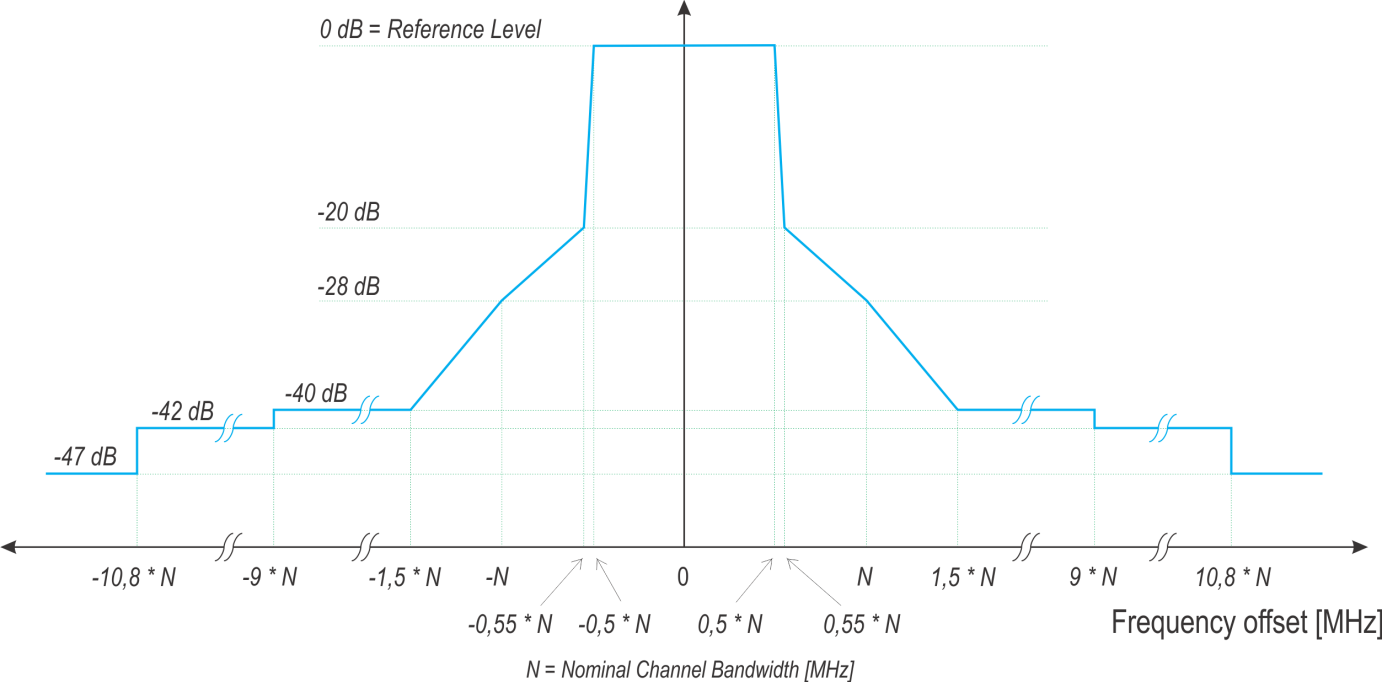 0 dB = Reference Level
-20 dB
-28 dB
-40 dB
-42 dB
-47 dB
-10,8 * N
-9 * N
-1,5 * N
-N
0
N
1,5 * N
9 * N
10,8 * N
-0,55 * N
-0,5 * N
0,5 * N
0,55 * N
Frequency offset [MHz]
N = Nominal Channel Bandwidth [MHz]